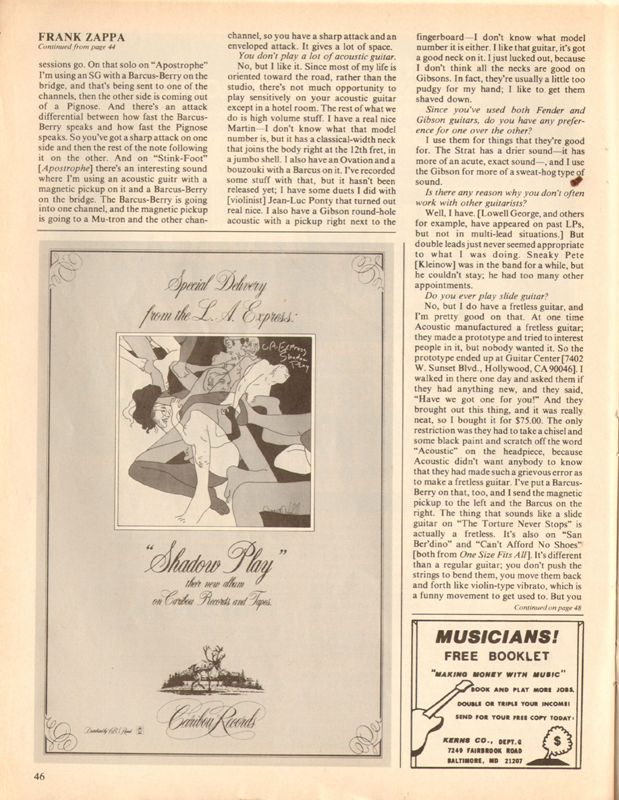 FRANK ZAPPA
Continued from page 44
sessions go. On that solo on "Apostrophe"
I'm using an SG with a Barcus-Berry on the
bridge, and that's being sent to one of the
channels, then the other side is coming out
of a Pignose. And there's an attack
differential between how fast the Barcus-
Berry speaks and how fast the Pignose
speaks. So you've got a sharp attack on one
side and then the rest of the note following
it on the other. And on "Stink-Foot"
[Apostrophe] there's an interesting sound
where I'm using an acoustic guitr with a
magnetic pickup on it and a Barcus-Berry
on the bridge. The Barcus-Berry is going
into one channel, and the magnetic pickup
is going to a Mu-tron and the other chan-
channel, so you have a sharp attack and an
enveloped attack. It gives a lot of space.
You don't play a lot of acoustic guitar.
No, but I like it. Since most of my life is
oriented toward the road, rather than the
studio, there's not much opportunity to
play sensitively on your acoustic guitar
except in a hotel room. The rest of what we
do is high volume stuff. I have a real nice
Martin—I don't know what that model
number is, but it has a classical-width neck
that joins the body right at the 12th fret, in
a jumbo shell. I also have an Ovation and a
bouzouki with a Barcus on it. I've recorded
some stuff with that, but it hasn't been
released yet; I have some duets I did with
[violinist] Jean-Luc Ponty that turned out
real nice. I also have a Gibson round-hole
acoustic with a pickup right next to the
fingerboard—I don't know what model
number it is either. I like that guitar, it's got
a good neck on it. I just lucked out, because
I don't think all the necks are good on
Gibsons. In fact, they're usually a little too
pudgy for my hand; I like to get them
shaved down.
Since you've used both Fender and
Gibson guitars, do you have any prefer-
ence for one over the other?
I use them for things that they're good
for. The Strat has a drier sound—it has
more of an acute, exact sound—, and I use
the Gibson for more of a sweat-hog type of
sound.
Is there any reason why you don't often
work with other guitarists?
Well, I have. [Lowell George, and others
for example, have appeared on past LPs,
but not in multi-lead situations.] But
double leads just never seemed appropriate
to what I was doing. Sneaky Pete
[Kleinow] was in the band for a while, but
he couldn't stay; he had too many other
appointments.
Do you ever play slide guitar?
No, but I do have a fretless guitar, and
I'm pretty good on that. At one time
Acoustic manufactured a fretless guitar;
they made a prototype and tried to interest
people in it, but nobody wanted it. So the
prototype ended up at Guitar Center [7402
W. Sunset Blvd., Hollywood, CA 90046]. I
walked in there one day and asked them if
they had anything new, and they said,
"Have we got one for you!" And they
brought out this thing, and it was really
neat, so I bought it for $75.00. The only
restriction was they had to take a chisel and
some black paint and scratch off the word
"Acoustic" on the headpiece, because
Acoustic didn't want anybody to know
that they had made such a grievous error as
to make a fretless guitar. I've put a Barcus-
Berry on that, too, and I send the magnetic
pickup to the left and the Barcus on the
right. The thing that sounds like a slide
guitar on "The Torture Never Stops" is
actually a fretless. It's also on "San
Ber'dino" and "Can't Afford No Shoes"
[both from One Size Fits All]. It's different
than a regular guitar; you don't push the
strings to bend them, you move them back
and forth like violin-type vibrato, which is
a funny movement to get used to. But you
Continued on page 48
Special Delivery
from the L. A. Express:
L.A. Express
Shadow
Play
"Shadow Play"
their new album
on Caribou Records and Tapes.
Caribou Records
Distributed by CBS Records
MUSICIANS!
FREE BOOKLET
"MAKING MONEY WITH MUSIC"
BOOK AND PLAY MORE JOBS.
DOUBLE OR TRIPLE YOUR INCOME!
SEND FOR YOUR FREE COPY TODAY:
KERNS CO., DEPT. G
7249 FAIRBROOK ROAD
BALTIMORE, MD 21207
$
46